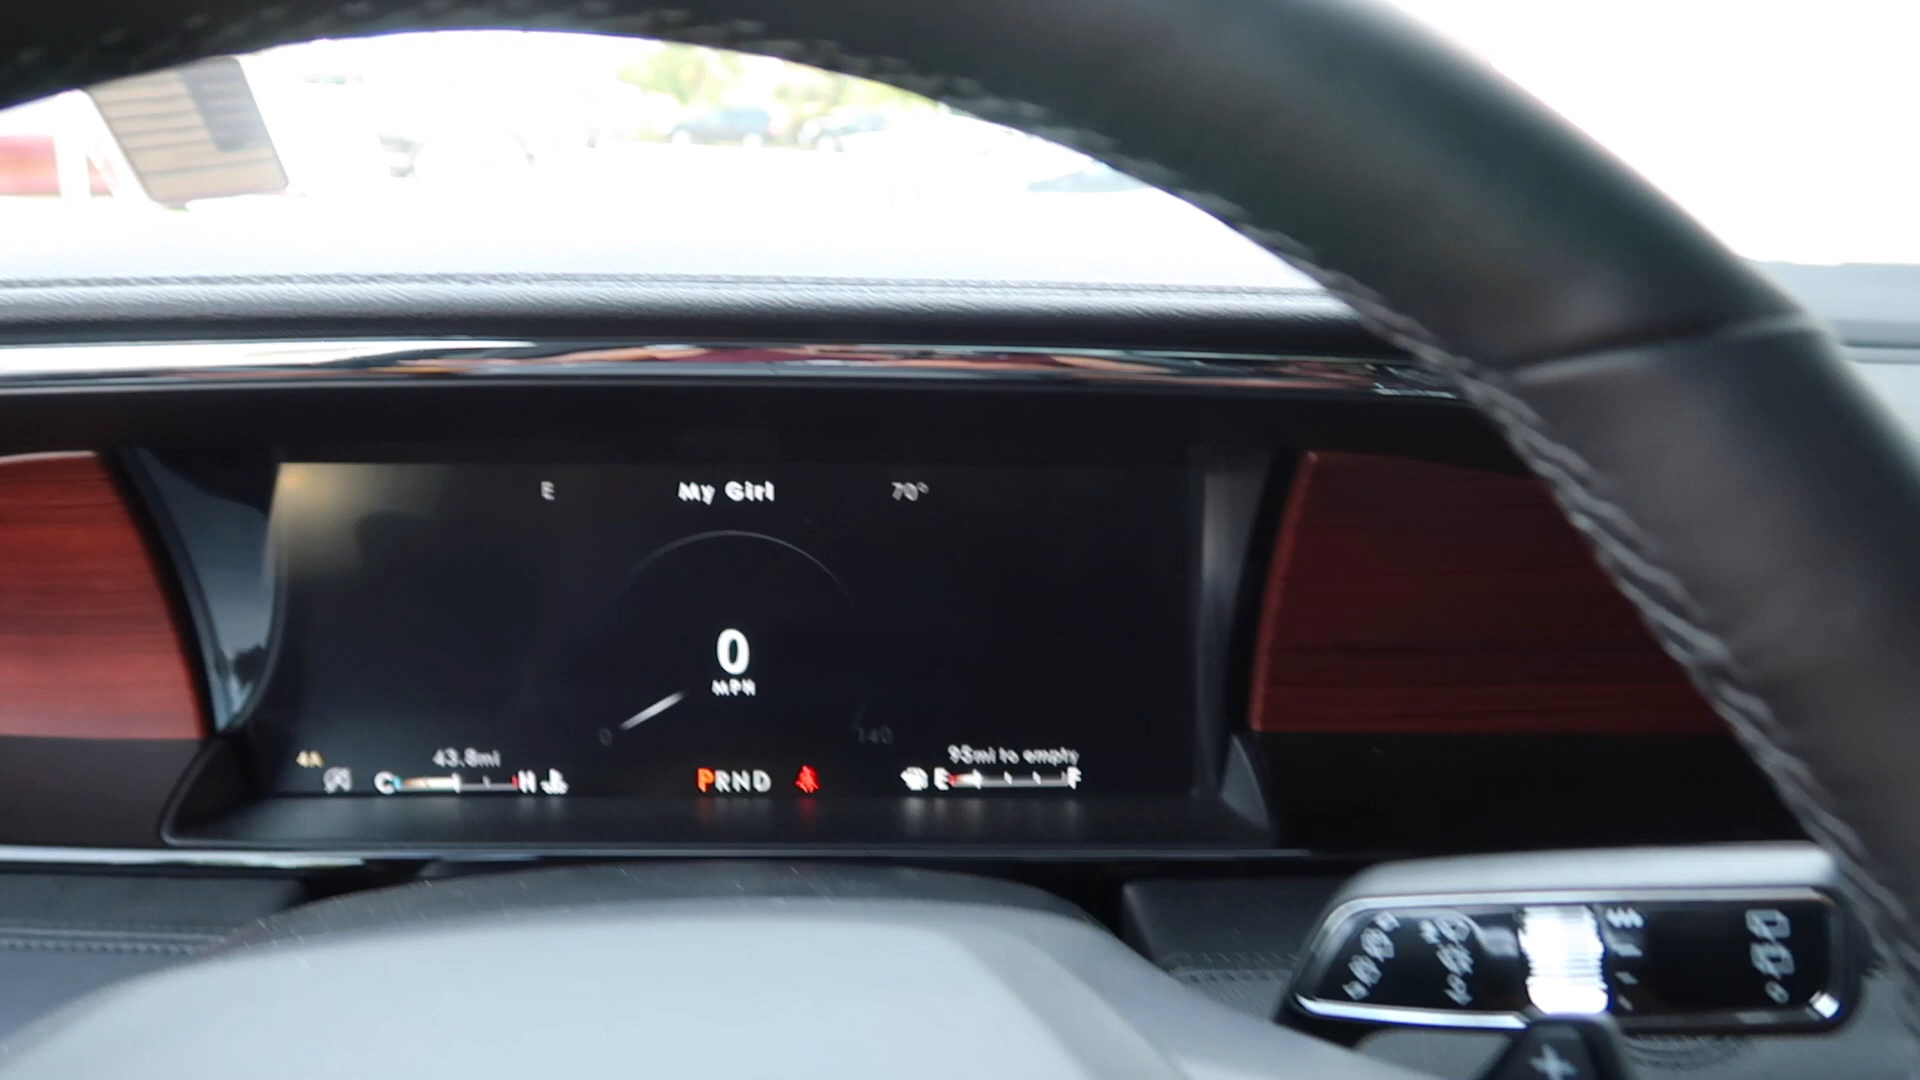 E My Girl 70°
0
MPH
0 140
4A 43.8mi 95mi to empty
C H PRND E F